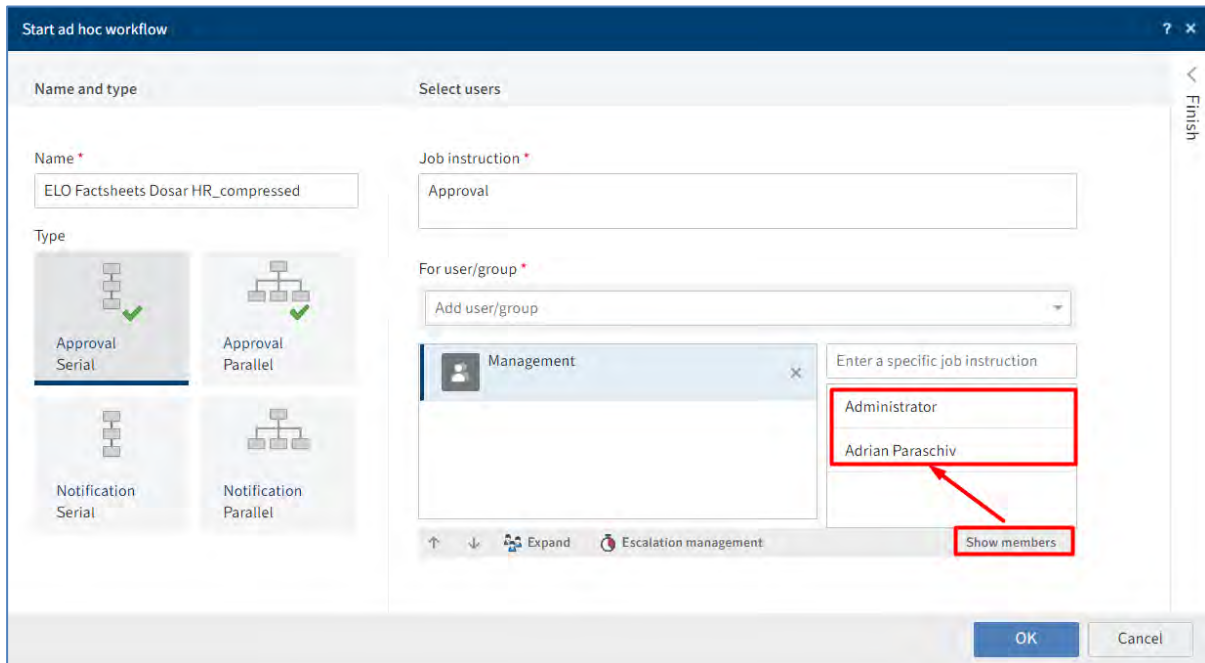 Start ad hoc workflow
? ×
Name and type
Select users
Finish
Name *
ELO Factsheets Dosar HR_compressed
Type
Approval
Serial
Approval
Parallel
Notification
Serial
Notification
Parallel
Job instruction *
Approval
For user/group *
Add user/group
Management
Enter a specific job instruction
Administrator
Adrian Paraschiv
Expand
Escalation management
Show members
OK
Cancel